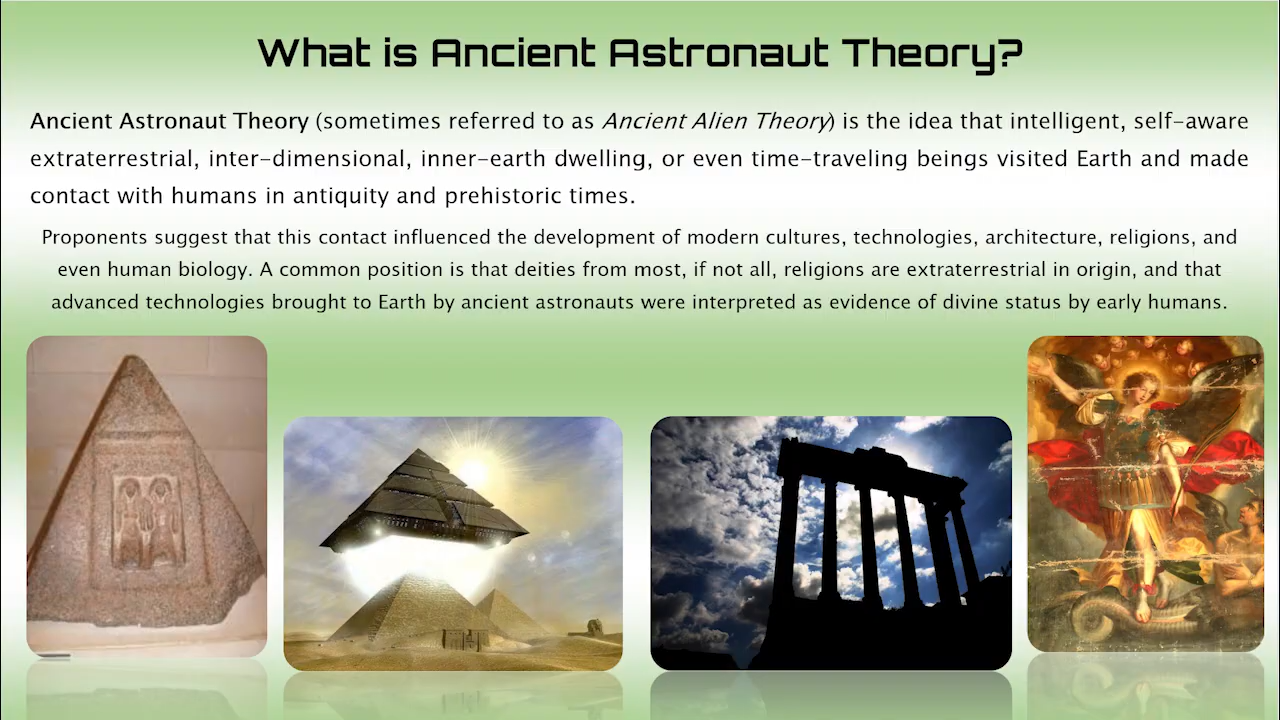 What is Ancient Astronaut Theory?
Ancient Astronaut Theory (sometimes referred to as Ancient Alien Theory) is the idea that intelligent, self-aware
extraterrestrial, inter-dimensional, inner-earth dwelling, or even time-traveling beings visited Earth and made
contact with humans in antiquity and prehistoric times.
Proponents suggest that this contact influenced the development of modern cultures, technologies, architecture, religions, and
even human biology. A common position is that deities from most, if not all, religions are extraterrestrial in origin, and that
advanced technologies brought to Earth by ancient astronauts were interpreted as evidence of divine status by early humans.